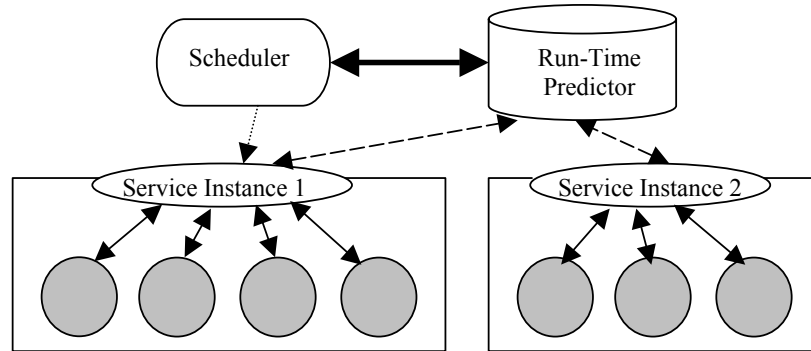 Scheduler
Run-Time
Predictor
Service Instance 1
Service Instance 2